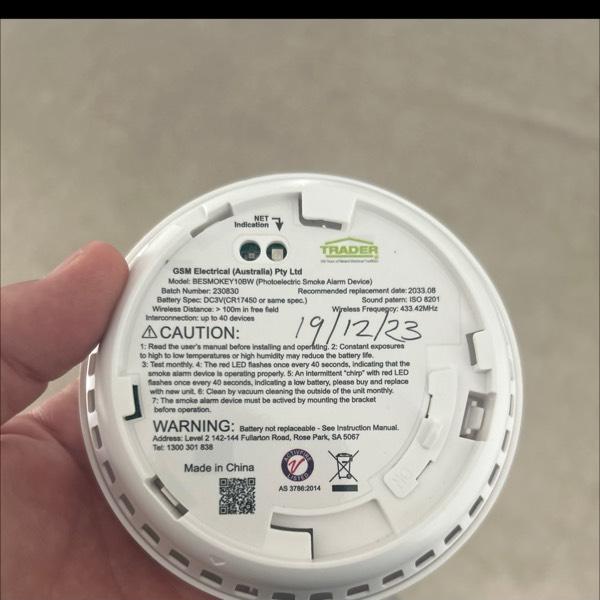 NET
Indication
TRADER
GSM Electrical (Australia) Pty Ltd
Model: BESMOKEY10BW (Photoelectric Smoke Alarm Device)
Batch Number: 230830 Recommended replacement date:2033.08
Battery Spec: DC3V(CR17450 or same spec.) Sound patern: ISO 8201
Wireless Distance: > 100m in free field Wireless Frequency: 433.42MHz
Interconnection: up to 40 devices
19/12/23
CAUTION:
1: Read the user's manual before installing and operating. 2: Constant exposures
to high to low temperatures or high humidity may reduce the battery life.
3: Test monthly. 4: The red LED flashes once every 40 seconds, indicating that the
smoke alarm device is operating properly. 5: An intermittent "chirp" with red LED
flashes once every 40 seconds, indicating a low battery, please buy and replace
with new unit. 6: Clean by vacuum cleaning the outside of the unit monthly.
7: The smoke alarm device must be actived by mounting the bracket
before operation.
WARNING: Battery not replaceable - See Instruction Manual.
Address: Level 2 142-144 Fullarton Road, Rose Park, SA 5067
Tel: 1300 301 838
Made in China
ACTIVFIRE
LISTED
AS 3786:2014